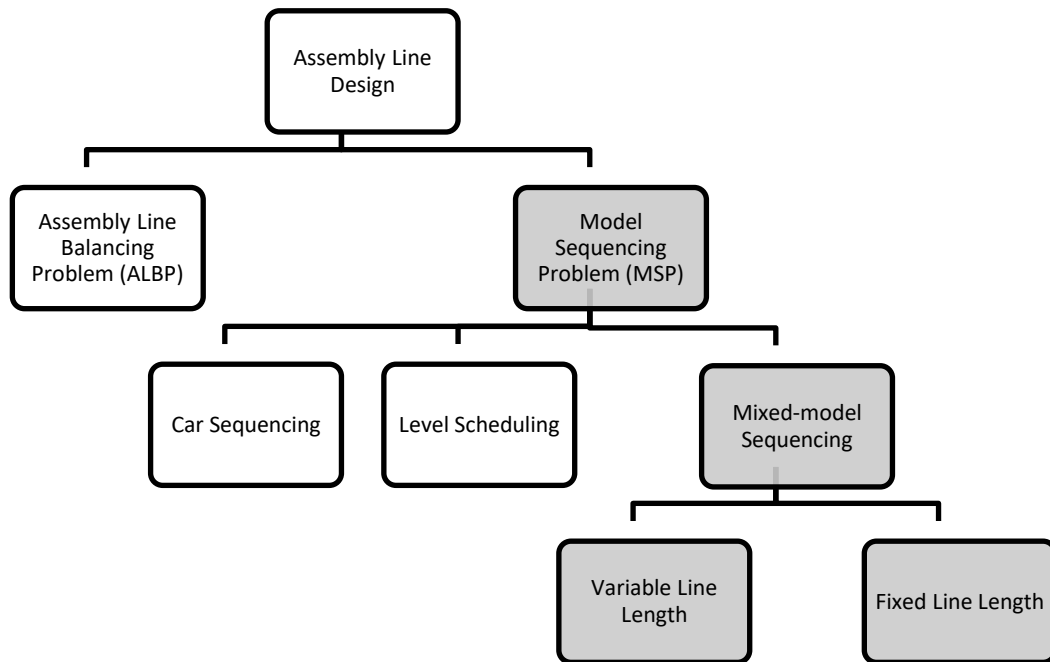 Assembly Line
Design
Assembly Line
Balancing
Problem (ALBP)
Model
Sequencing
Problem (MSP)
Car Sequencing
Level Scheduling
Mixed-model
Sequencing
Variable Line
Length
Fixed Line Length